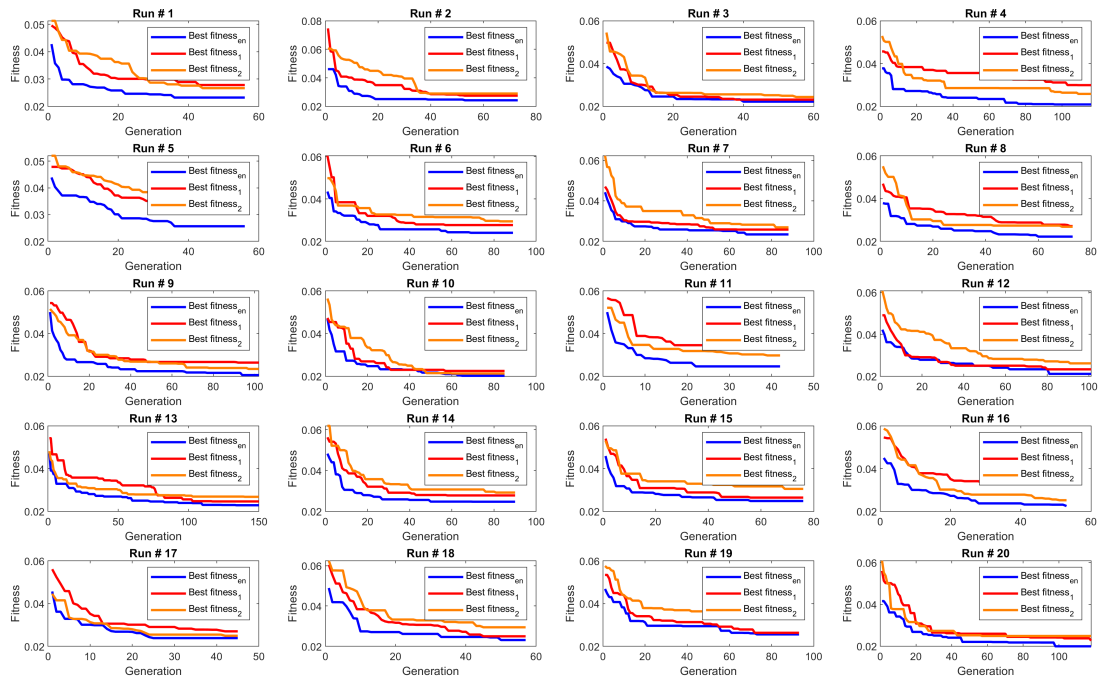 Run # 1
Fitness
0.05
0.04
0.03
0.02
0 20 40 60
Generation
Best fitness_en
Best fitness_1
Best fitness_2
Run # 2
Fitness
0.08
0.06
0.04
0.02
0 20 40 60 80
Generation
Best fitness_en
Best fitness_1
Best fitness_2
Run # 3
Fitness
0.06
0.04
0.02
0 20 40 60
Generation
Best fitness_en
Best fitness_1
Best fitness_2
Run # 4
Fitness
0.06
0.04
0.02
0 20 40 60 80 100
Generation
Best fitness_en
Best fitness_1
Best fitness_2
Run # 5
Fitness
0.05
0.04
0.03
0.02
0 20 40 60
Generation
Best fitness_en
Best fitness_1
Best fitness_2
Run # 6
Fitness
0.06
0.04
0.02
0 20 40 60 80 100
Generation
Best fitness_en
Best fitness_1
Best fitness_2
Run # 7
Fitness
0.06
0.04
0.02
0 20 40 60 80 100
Generation
Best fitness_en
Best fitness_1
Best fitness_2
Run # 8
Fitness
0.06
0.04
0.02
0 20 40 60 80
Generation
Best fitness_en
Best fitness_1
Best fitness_2
Run # 9
Fitness
0.06
0.04
0.02
0 20 40 60 80 100
Generation
Best fitness_en
Best fitness_1
Best fitness_2
Run # 10
Fitness
0.06
0.04
0.02
0 20 40 60 80 100
Generation
Best fitness_en
Best fitness_1
Best fitness_2
Run # 11
Fitness
0.06
0.04
0.02
0 10 20 30 40 50
Generation
Best fitness_en
Best fitness_1
Best fitness_2
Run # 12
Fitness
0.06
0.04
0.02
0 20 40 60 80 100
Generation
Best fitness_en
Best fitness_1
Best fitness_2
Run # 13
Fitness
0.06
0.04
0.02
0 50 100 150
Generation
Best fitness_en
Best fitness_1
Best fitness_2
Run # 14
Fitness
0.06
0.04
0.02
0 20 40 60 80 100
Generation
Best fitness_en
Best fitness_1
Best fitness_2
Run # 15
Fitness
0.06
0.04
0.02
0 20 40 60 80
Generation
Best fitness_en
Best fitness_1
Best fitness_2
Run # 16
Fitness
0.06
0.04
0.02
0 20 40 60
Generation
Best fitness_en
Best fitness_1
Best fitness_2
Run # 17
Fitness
0.06
0.04
0.02
0 10 20 30 40 50
Generation
Best fitness_en
Best fitness_1
Best fitness_2
Run # 18
Fitness
0.06
0.04
0.02
0 20 40 60
Generation
Best fitness_en
Best fitness_1
Best fitness_2
Run # 19
Fitness
0.06
0.04
0.02
0 20 40 60 80 100
Generation
Best fitness_en
Best fitness_1
Best fitness_2
Run # 20
Fitness
0.06
0.04
0.02
0 20 40 60 80 100
Generation
Best fitness_en
Best fitness_1
Best fitness_2